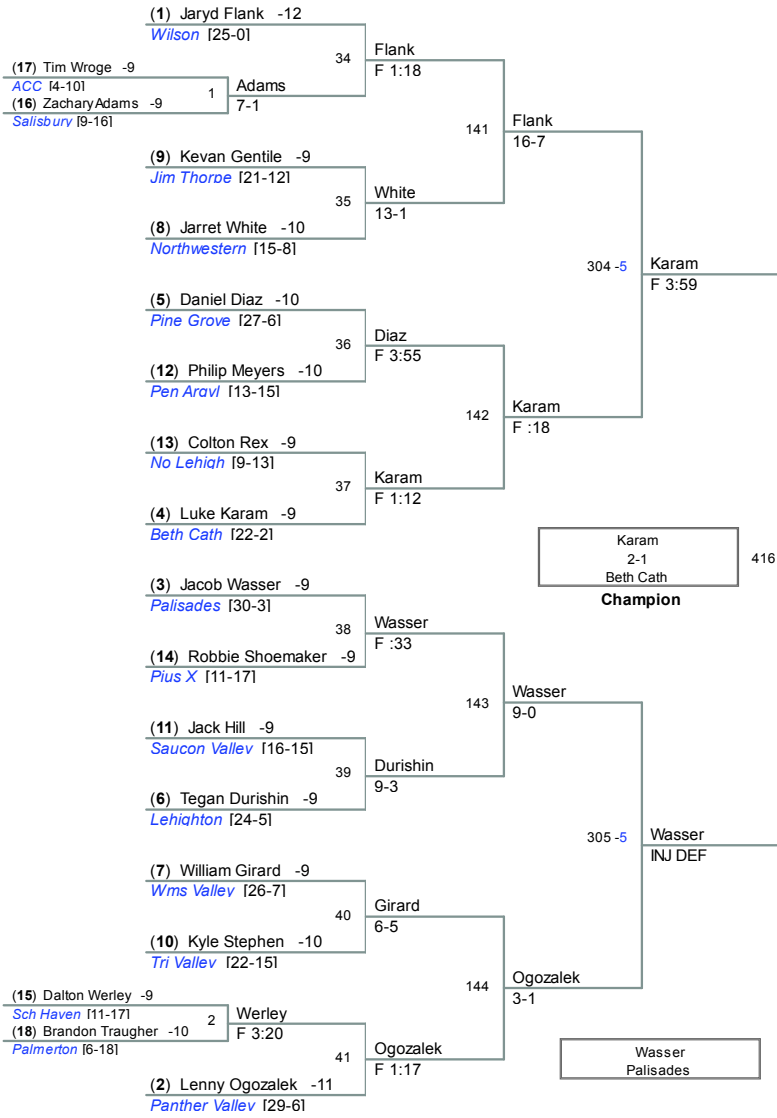 (1) Jaryd Flank -12
Wilson [25-0]
34
Flank
F 1:18
(17) Tim Wroge -9
ACC [4-10]
1
Adams
7-1
(16) ZacharyAdams -9
Salisbury [9-16]
141
Flank
16-7
(9) Kevan Gentile -9
Jim Thorpe [21-12]
35
White
13-1
(8) Jarret White -10
Northwestern [15-8]
304 -5
Karam
F 3:59
(5) Daniel Diaz -10
Pine Grove [27-6]
36
Diaz
F 3:55
(12) Philip Meyers -10
Pen Argyl [13-15]
142
Karam
F :18
(13) Colton Rex -9
No Lehigh [9-13]
37
Karam
F 1:12
(4) Luke Karam -9
Beth Cath [22-2]
Karam
2-1
Beth Cath
416
Champion
(3) Jacob Wasser -9
Palisades [30-3]
38
Wasser
F :33
(14) Robbie Shoemaker -9
Pius X [11-17]
143
Wasser
9-0
(11) Jack Hill -9
Saucon Valley [16-15]
39
Durishin
9-3
(6) Tegan Durishin -9
Lehighton [24-5]
305 -5
Wasser
INJ DEF
(7) William Girard -9
Wms Valley [26-7]
40
Girard
6-5
(10) Kyle Stephen -10
Tri Valley [22-15]
144
Ogozalek
3-1
(15) Dalton Werley -9
Sch Haven [11-17]
2
Werley
F 3:20
(18) Brandon Traugher -10
Palmerton [6-18]
41
Ogozalek
F 1:17
(2) Lenny Ogozalek -11
Panther Valley [29-6]
Wasser
Palisades